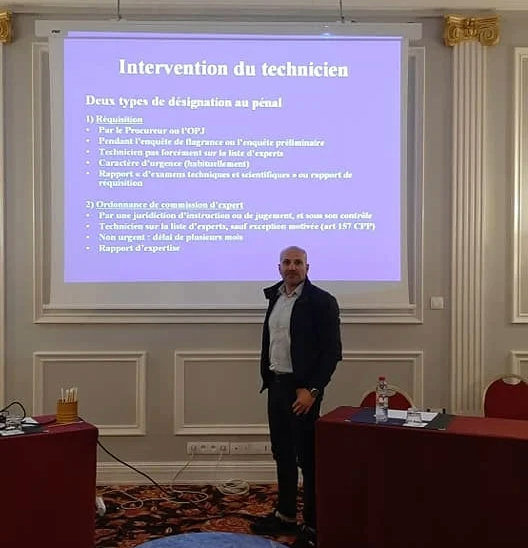 Intervention du technicien
Deux types de désignation au pénal
1) Réquisition
• Par le Procureur ou l'OPJ
• Pendant l'enquête de flagrance ou l'enquête préliminaire
• Technicien pas forcément sur la liste d'experts
• Caractère d'urgence (habituellement)
• Rapport « d'examens techniques et scientifiques » ou rapport de
réquisition
2) Ordonnance de commission d'expert
• Par une juridiction d'instruction ou de jugement, et sous son contrôle
• Technicien sur la liste d'experts, sauf exception motivée (art 157 CPP)
• Non urgent : délai de plusieurs mois
• Rapport d'expertise